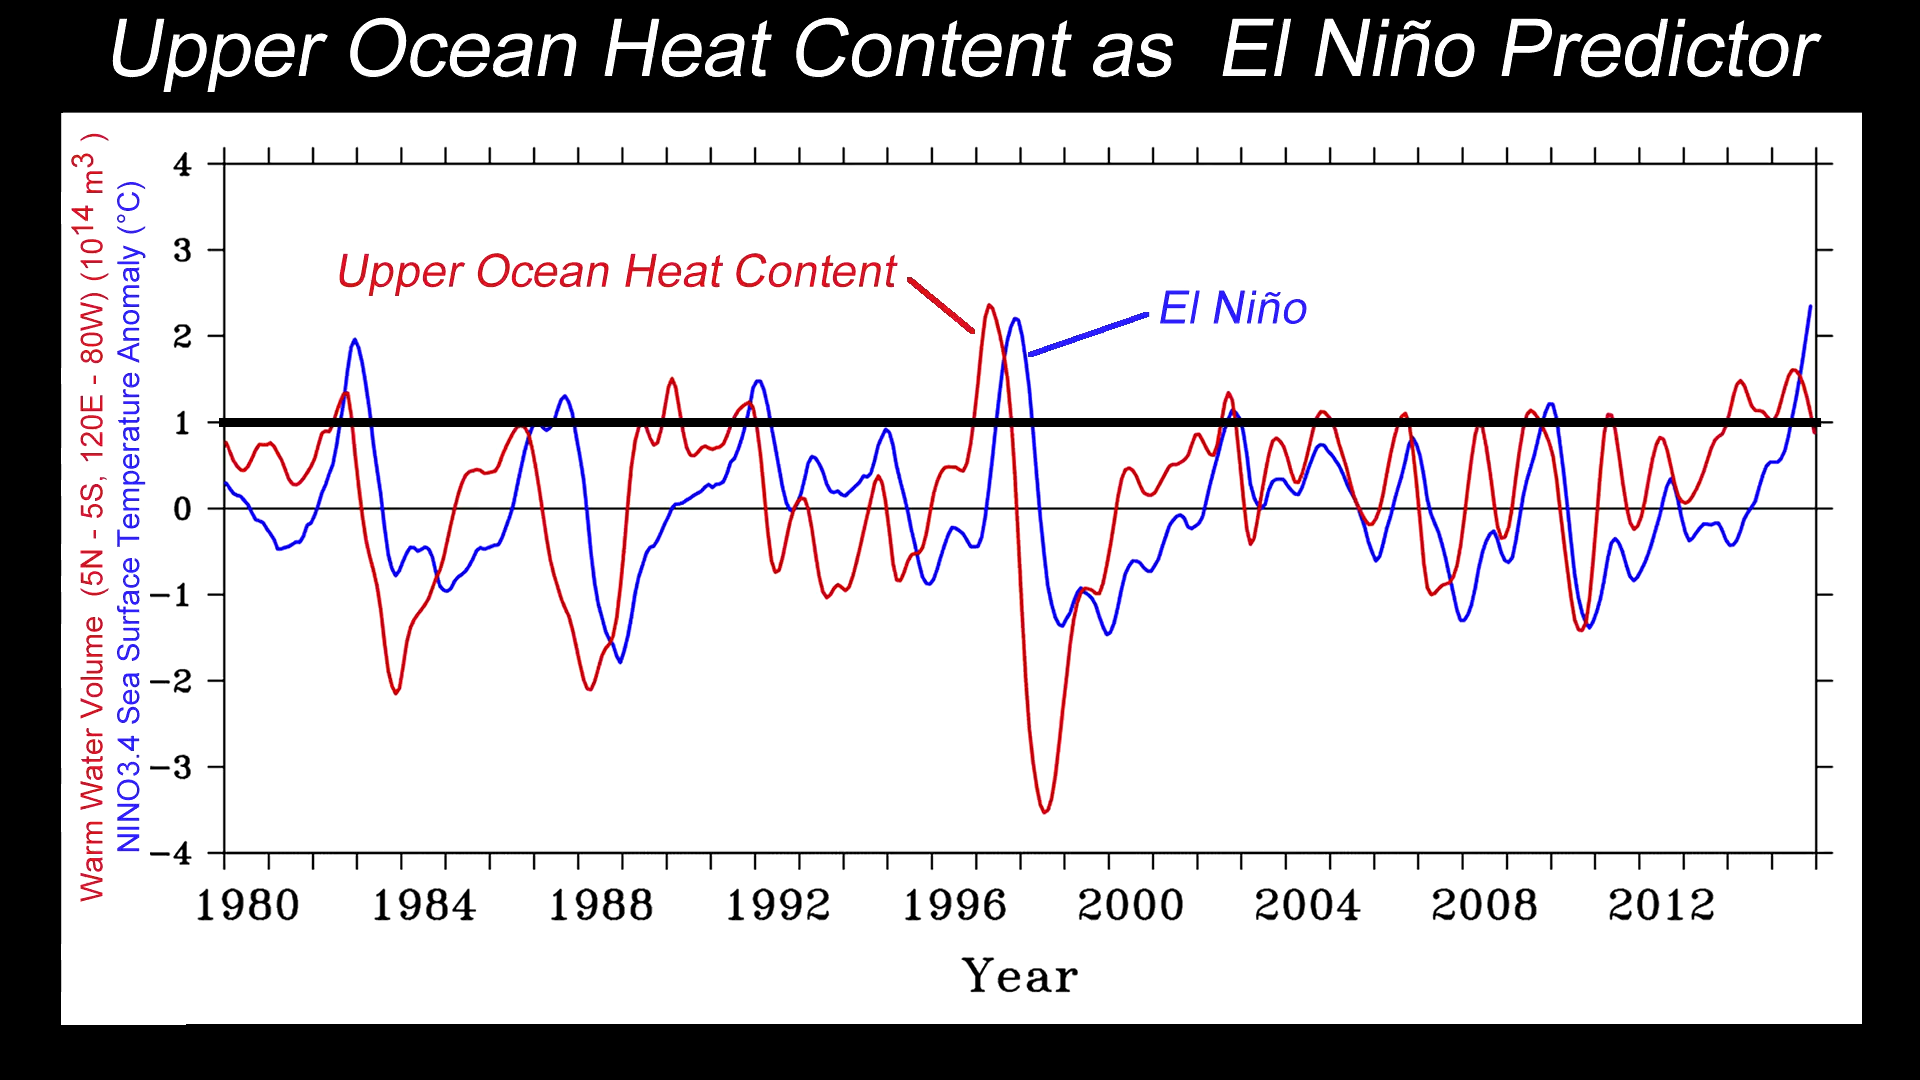 Upper Ocean Heat Content as El Niño Predictor
Warm Water Volume (5N - 5S, 120E - 80W) (10¹⁴ m³)
NINO3.4 Sea Surface Temperature Anomaly (°C)
4
3
2
1
0
−1
−2
−3
−4
Upper Ocean Heat Content
El Niño
1980 1984 1988 1992 1996 2000 2004 2008 2012
Year